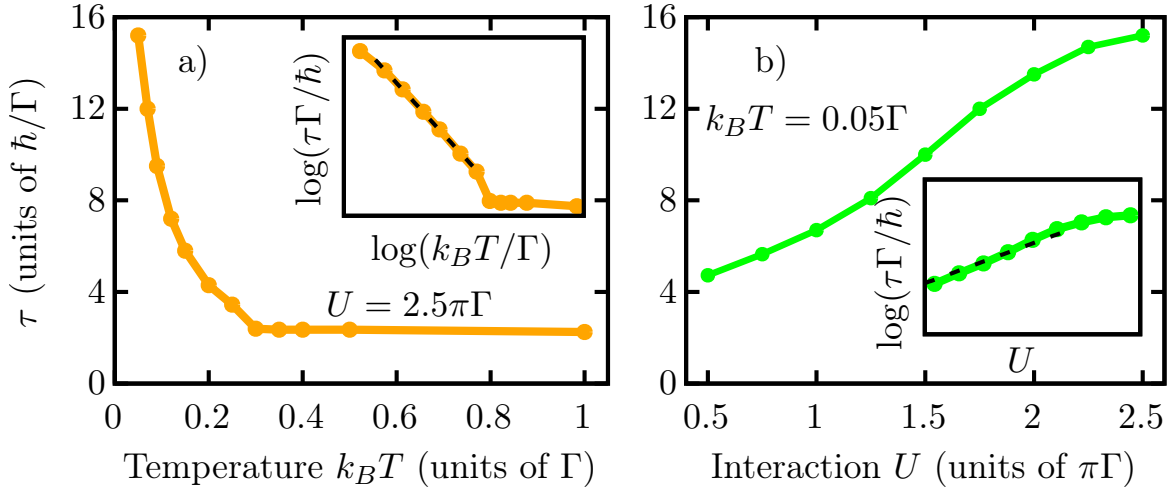 16
12
8
4
0
τ (units of ħ/Γ)
a)
log(τΓ/ħ)
log(k_BT/Γ)
U = 2.5πΓ
0 0.2 0.4 0.6 0.8 1
Temperature k_BT (units of Γ)
16
12
8
4
0
b)
k_BT = 0.05Γ
log(τΓ/ħ)
U
0.5 1 1.5 2 2.5
Interaction U (units of πΓ)